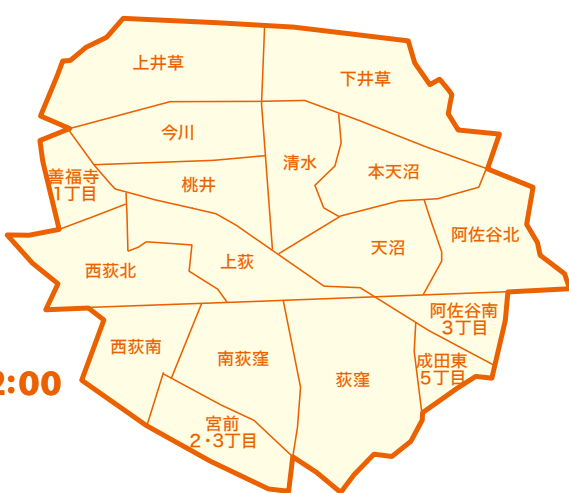 上井草
下井草
今川
清水
本天沼
善福寺
1丁目
桃井
阿佐谷北
天沼
上荻
西荻北
阿佐谷南
3丁目
西荻南
南荻窪
荻窪
成田東
5丁目
2:00
宮前
2・3丁目